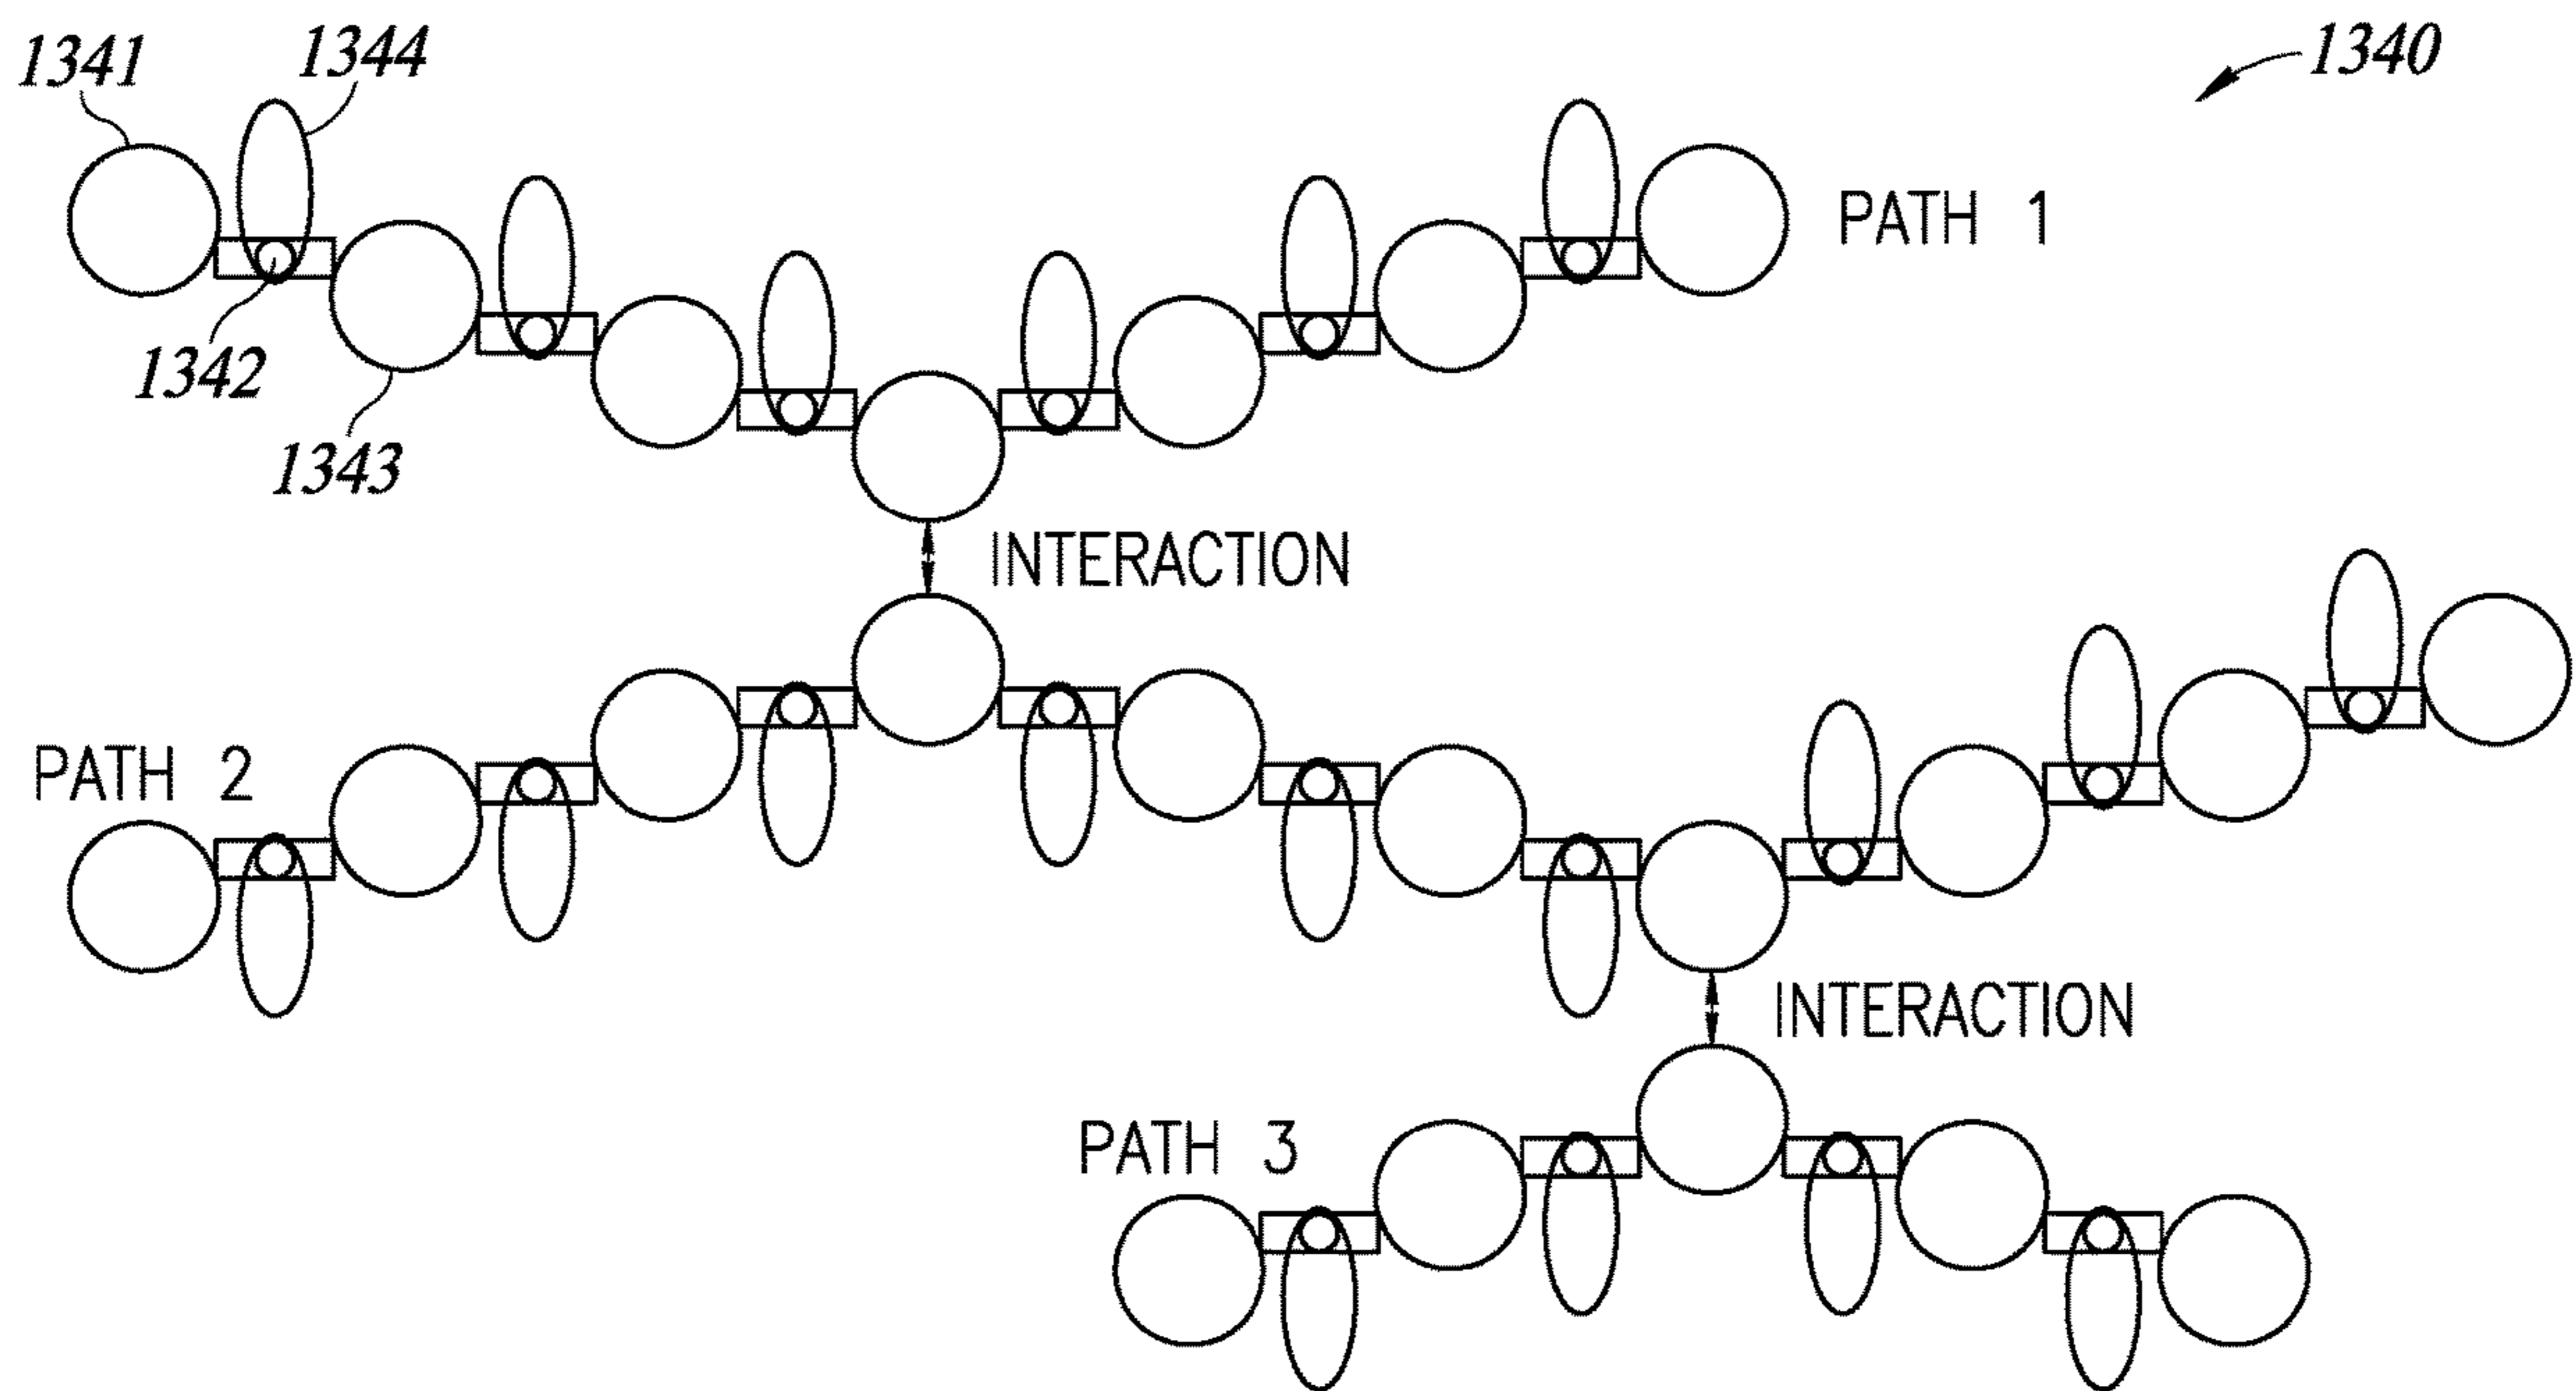 1341
1344
1340
PATH 1
1342
1343
INTERACTION
PATH 2
INTERACTION
PATH 3